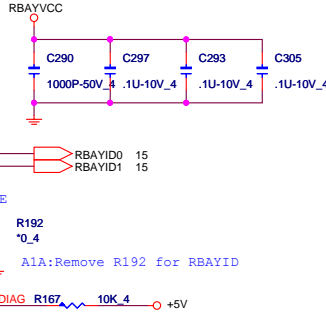 RBAYVCC
C290 C297 C293 C305
1000P-50V_4 .1U-10V_4 .1U-10V_4 .1U-10V_4
RBAYID0 15
RBAYID1 15
E
R192
*0_4
A1A:Remove R192 for RBAYID
DIAG R167 10K_4 +5V